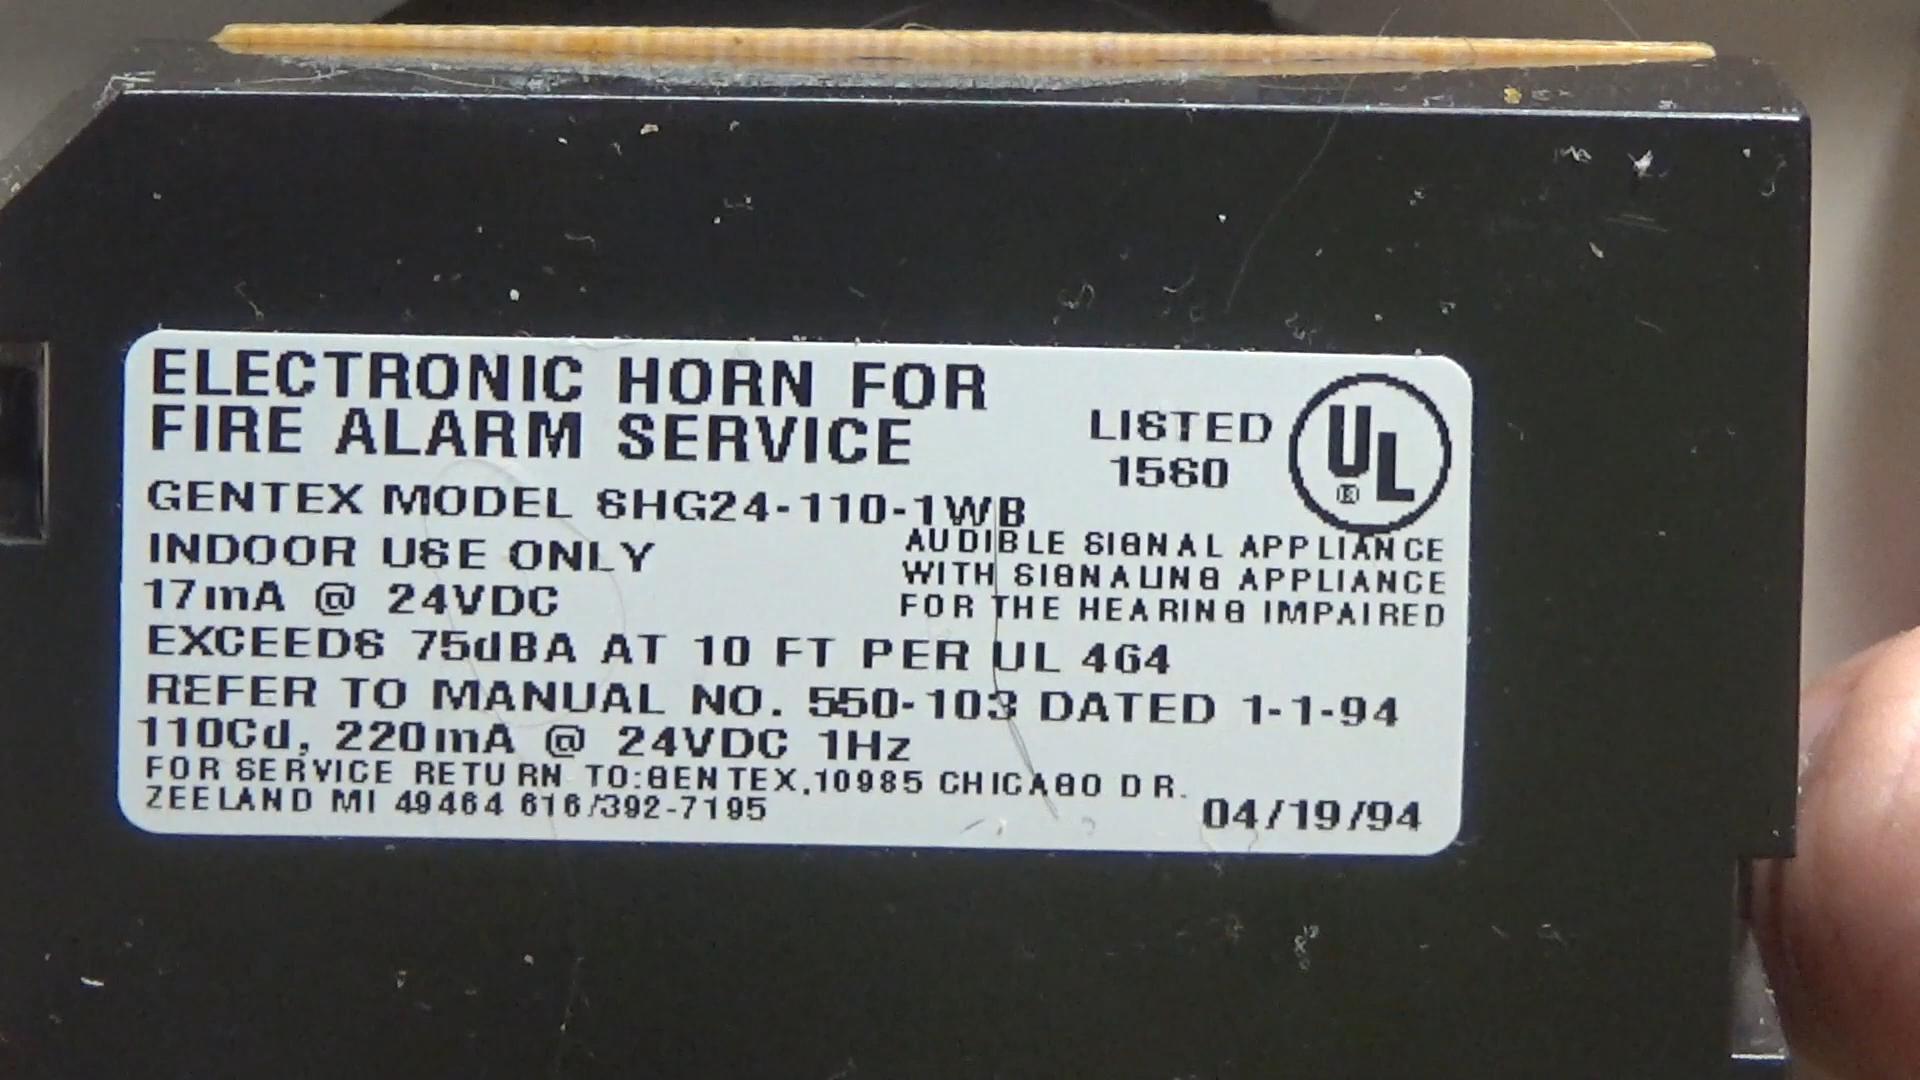 ELECTRONIC HORN FOR
FIRE ALARM SERVICE
LISTED
1560
UL
®
GENTEX MODEL SHG24-110-1WB
INDOOR USE ONLY
17mA @ 24VDC
AUDIBLE SIGNAL APPLIANCE
WITH SIGNALING APPLIANCE
FOR THE HEARING IMPAIRED
EXCEEDS 75dBA AT 10 FT PER UL 464
REFER TO MANUAL NO. 550-103 DATED 1-1-94
110Cd, 220mA @ 24VDC 1Hz
FOR SERVICE RETURN TO:GENTEX,10985 CHICAGO DR.
ZEELAND MI 49464 616/392-7195
04/19/94